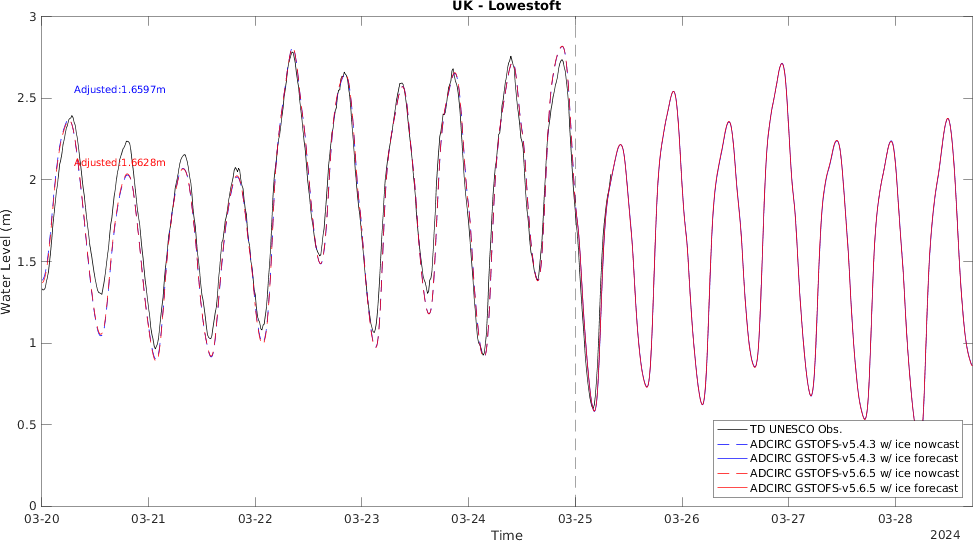 UK - Lowestoft
3
2.5
2
1.5
1
0.5
0
Water Level (m)
Adjusted:1.6597m
Adjusted:1.6628m
TD UNESCO Obs.
ADCIRC GSTOFS-v5.4.3 w/ ice nowcast
ADCIRC GSTOFS-v5.4.3 w/ ice forecast
ADCIRC GSTOFS-v5.6.5 w/ ice nowcast
ADCIRC GSTOFS-v5.6.5 w/ ice forecast
03-20 03-21 03-22 03-23 03-24 03-25 03-26 03-27 03-28
Time
2024